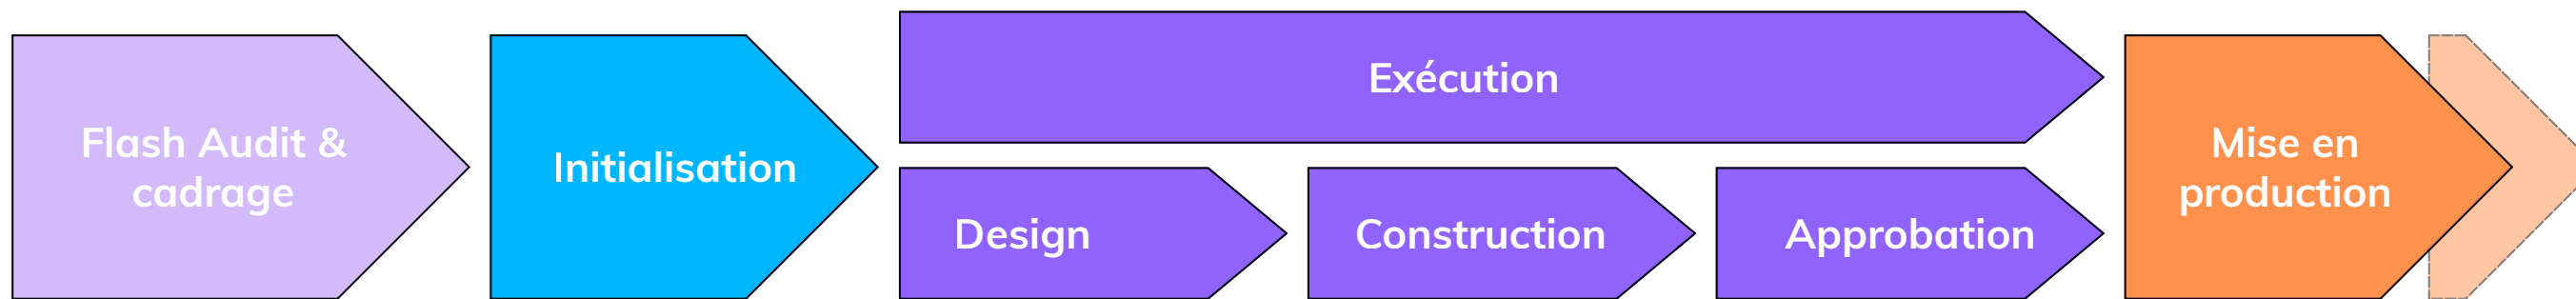 Flash Audit &
cadrage
Initialisation
Exécution
Design
Construction
Approbation
Mise en
production